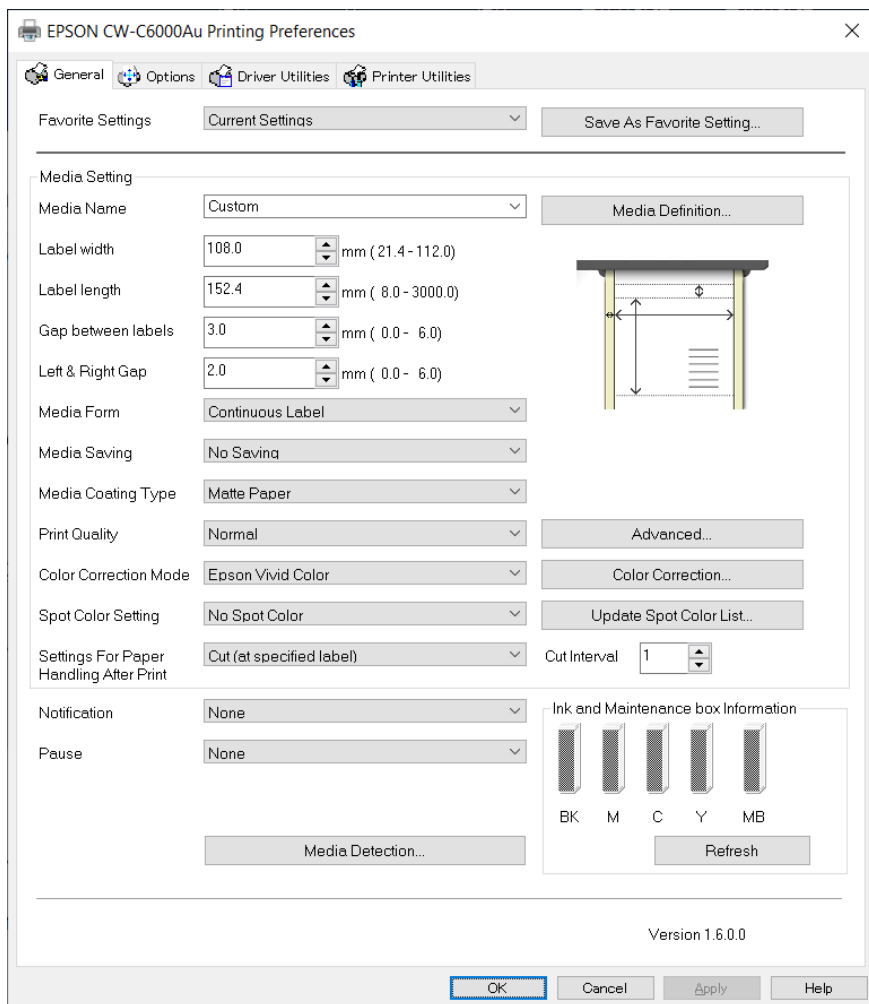 EPSON CW-C6000Au Printing Preferences
General Options Driver Utilities Printer Utilities
Favorite Settings Current Settings Save As Favorite Setting...
Media Setting
Media Name Custom Media Definition...
Label width 108.0 mm ( 21.4 - 112.0)
Label length 152.4 mm ( 8.0 - 3000.0)
Gap between labels 3.0 mm ( 0.0 - 6.0)
Left & Right Gap 2.0 mm ( 0.0 - 6.0)
Media Form Continuous Label
Media Saving No Saving
Media Coating Type Matte Paper
Print Quality Normal Advanced...
Color Correction Mode Epson Vivid Color Color Correction...
Spot Color Setting No Spot Color Update Spot Color List...
Settings For Paper Handling After Print Cut (at specified label) Cut Interval 1
Notification None Ink and Maintenance box Information
Pause None
BK M C Y MB
Media Detection... Refresh
Version 1.6.0.0
OK Cancel Apply Help